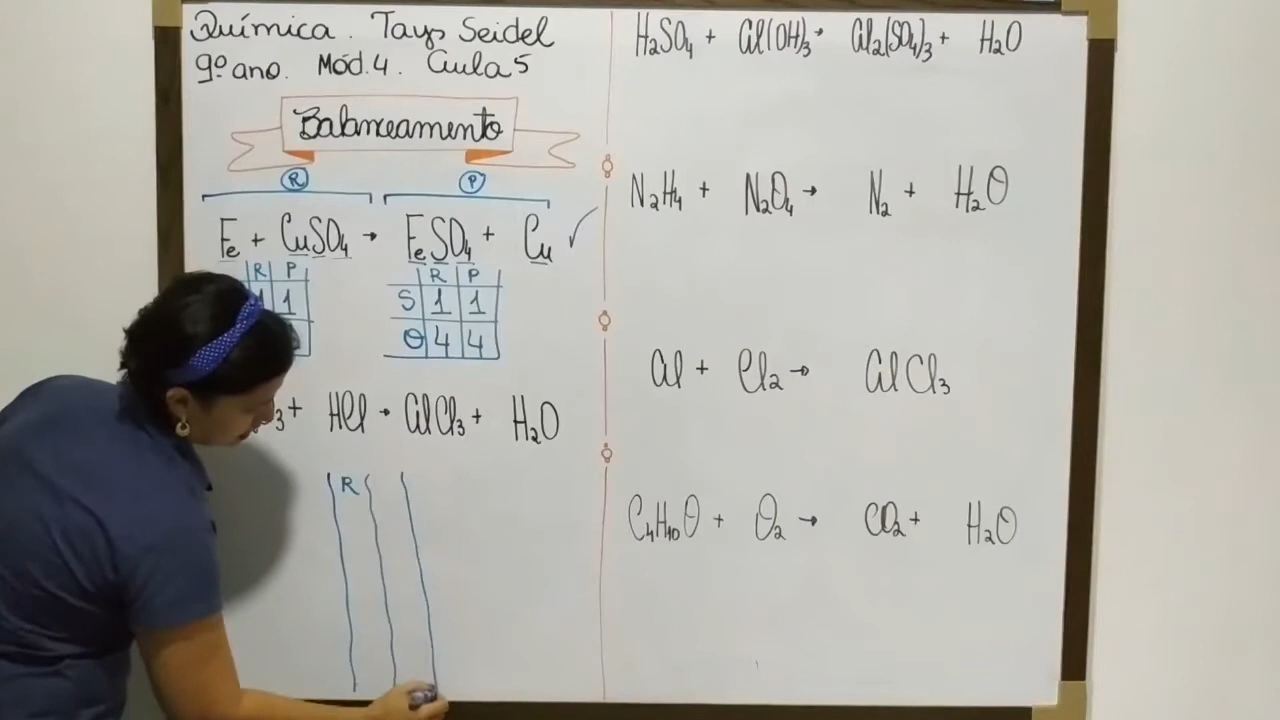 Química. Tays Seidel
9º ano. Mód. 4. Aula 5
Balanceamento
R P
Fe + CuSO₄ → FeSO₄ + Cu ✓
R P
1 1
R P
S 1 1
O 4 4
₃ + HCl → AlCl₃ + H₂O
R
H₂SO₄ + Al(OH)₃ → Al₂(SO₄)₃ + H₂O
N₂H₄ + N₂O₄ → N₂ + H₂O
Al + Cl₂ → AlCl₃
C₄H₁₀O + O₂ → CO₂ + H₂O